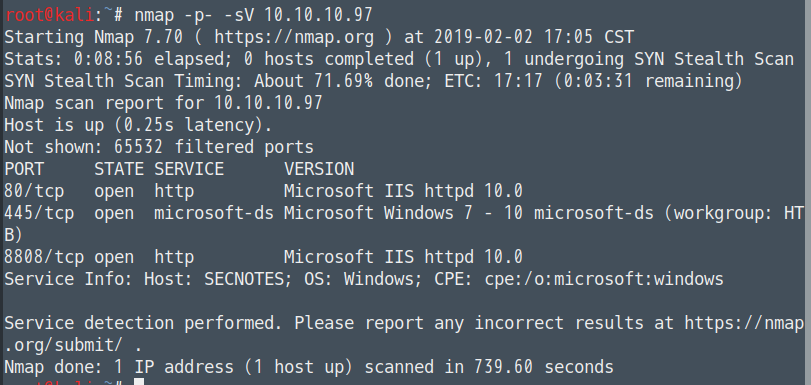 root@kali:~# nmap -p- -sV 10.10.10.97
Starting Nmap 7.70 ( https://nmap.org ) at 2019-02-02 17:05 CST
Stats: 0:08:56 elapsed; 0 hosts completed (1 up), 1 undergoing SYN Stealth Scan
SYN Stealth Scan Timing: About 71.69% done; ETC: 17:17 (0:03:31 remaining)
Nmap scan report for 10.10.10.97
Host is up (0.25s latency).
Not shown: 65532 filtered ports
PORT     STATE SERVICE      VERSION
80/tcp   open  http         Microsoft IIS httpd 10.0
445/tcp  open  microsoft-ds Microsoft Windows 7 - 10 microsoft-ds (workgroup: HT
B)
8808/tcp open  http         Microsoft IIS httpd 10.0
Service Info: Host: SECNOTES; OS: Windows; CPE: cpe:/o:microsoft:windows

Service detection performed. Please report any incorrect results at https://nmap
.org/submit/ .
Nmap done: 1 IP address (1 host up) scanned in 739.60 seconds
root@kali:~#